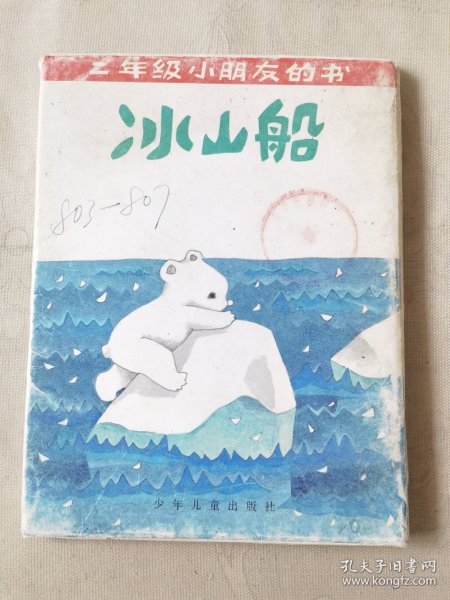 二年级小朋友的书
冰山船
803-807
少年儿童出版社
孔夫子旧书网
www.kongfz.com